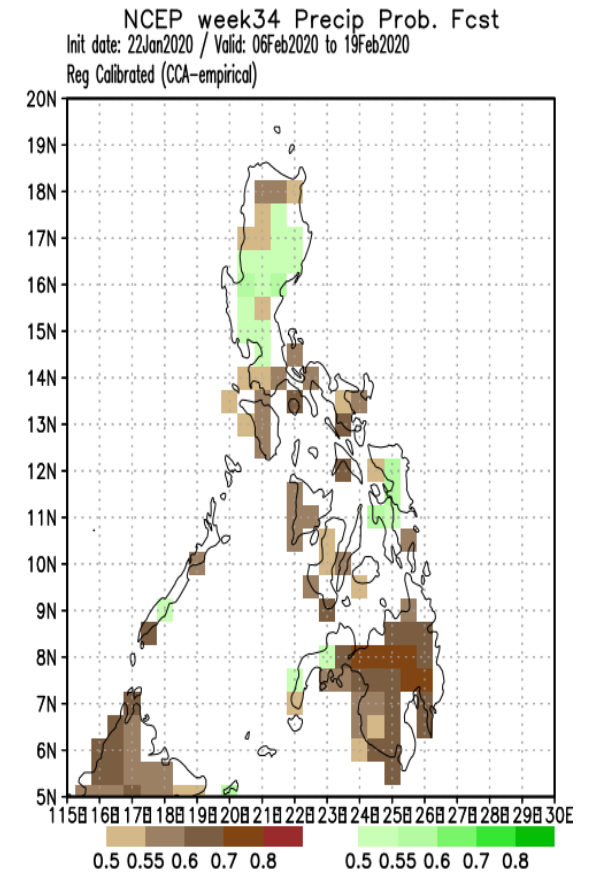 NCEP week34 Precip Prob. Fcst
Init date: 22Jan2020 / Valid: 06Feb2020 to 19Feb2020
Reg Calibrated (CCA-empirical)
20N
19N
18N
17N
16N
15N
14N
13N
12N
11N
10N
9N
8N
7N
6N
5N
115E 116E 117E 118E 119E 120E 121E 122E 123E 124E 125E 126E 127E 128E 129E 130E
0.5 0.55 0.6 0.7 0.8 0.5 0.55 0.6 0.7 0.8